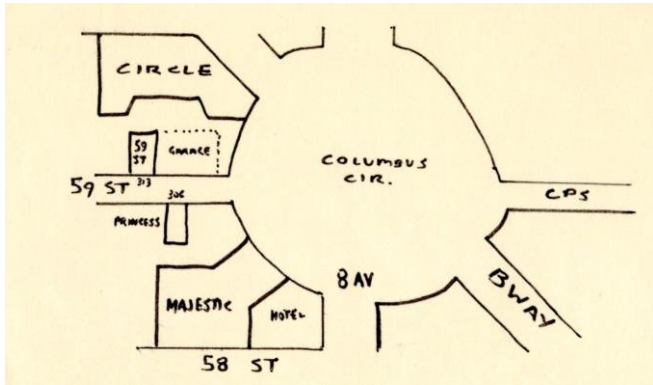 CIRCLE
59
ST
GARAGE
59 ST 313
306
PRINCESS
COLUMBUS
CIR.
CPS
8 AV
BWAY
MAJESTIC
HOTEL
58 ST